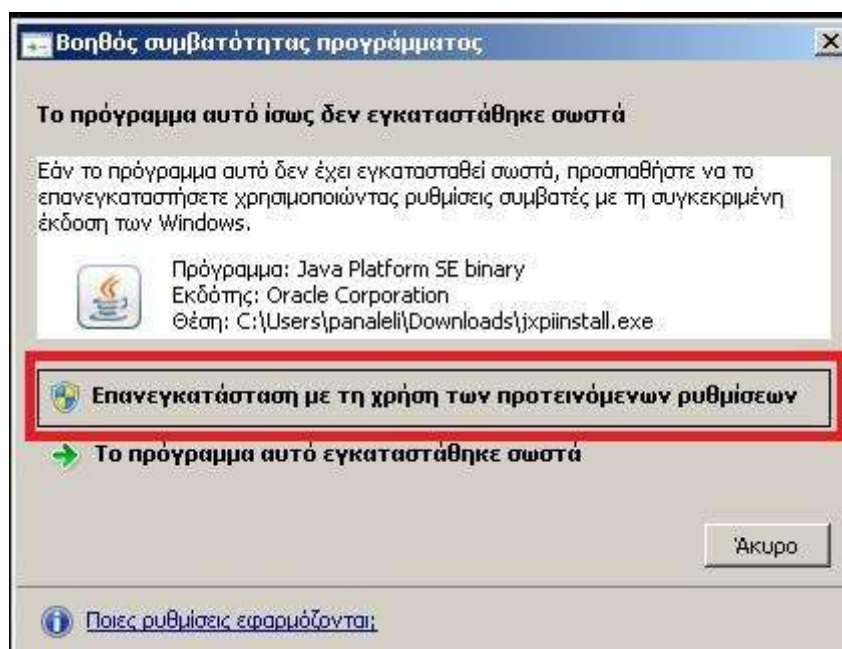 Βοηθός συμβατότητας προγράμματος
Το πρόγραμμα αυτό ίσως δεν εγκαταστάθηκε σωστά
Εάν το πρόγραμμα αυτό δεν έχει εγκατασταθεί σωστά, προσπαθήστε να το
επανεγκαταστήσετε χρησιμοποιώντας ρυθμίσεις συμβατές με τη συγκεκριμένη
έκδοση των Windows.
Πρόγραμμα: Java Platform SE binary
Εκδότης: Oracle Corporation
Θέση: C:\Users\panaleli\Downloads\jxpiinstall.exe
Επανεγκατάσταση με τη χρήση των προτεινόμενων ρυθμίσεων
Το πρόγραμμα αυτό εγκαταστάθηκε σωστά
Άκυρο
Ποιες ρυθμίσεις εφαρμόζονται;